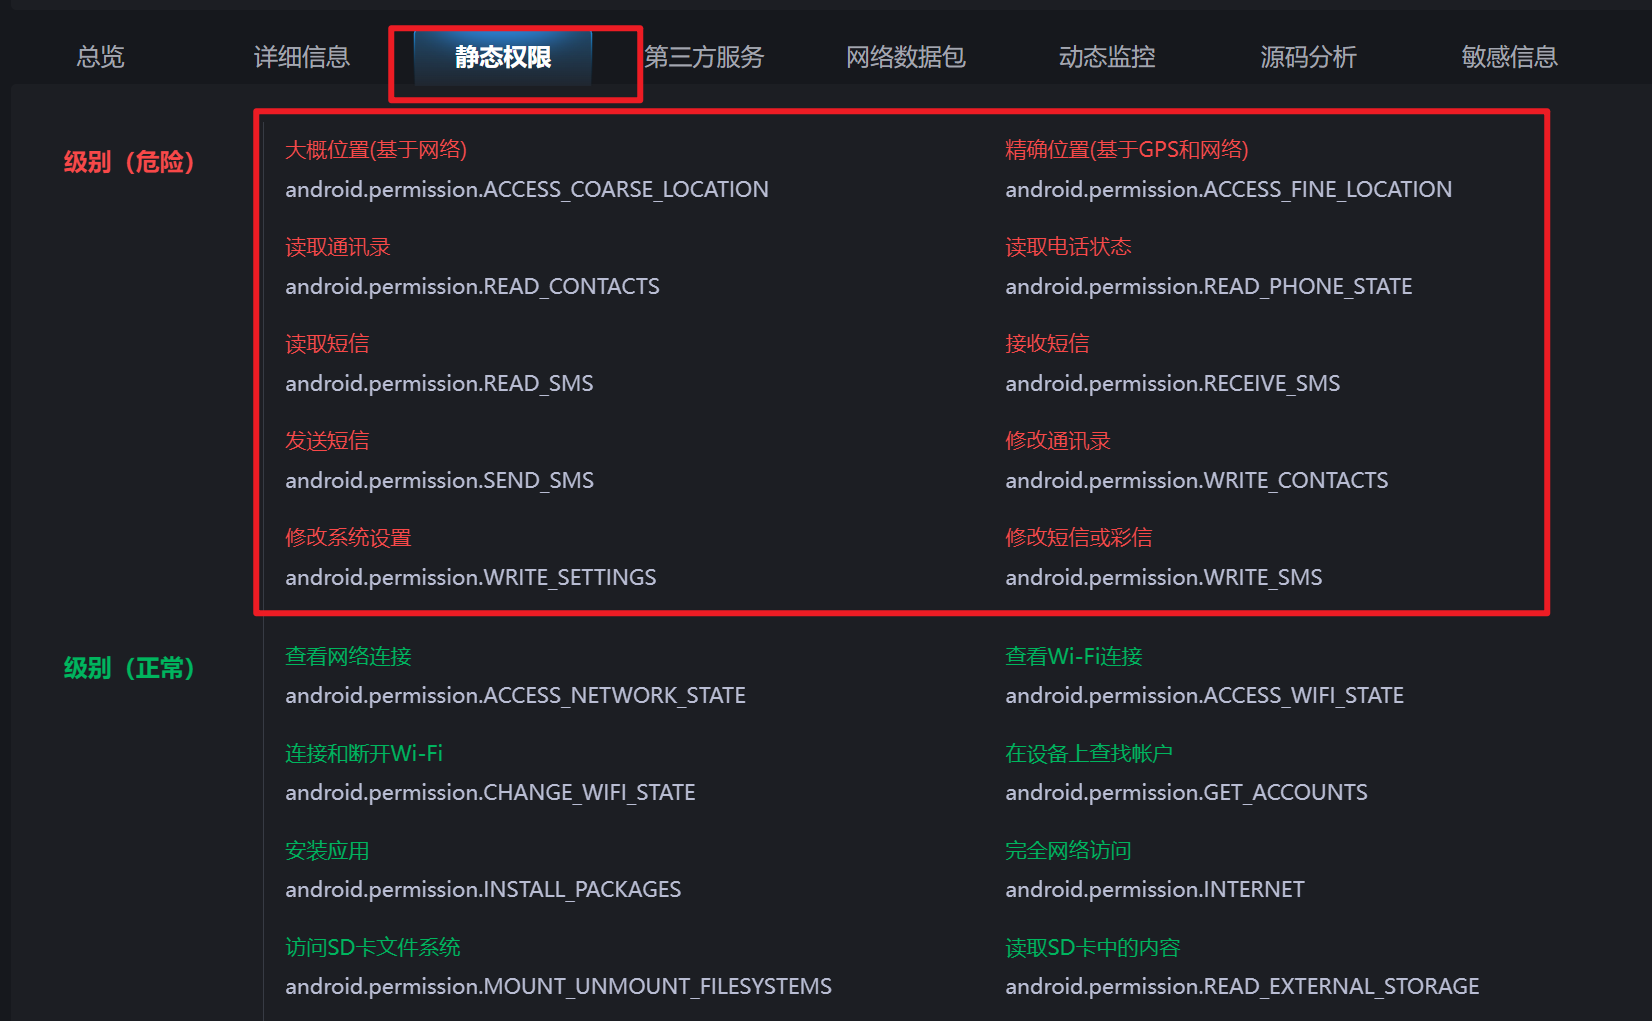 总览 详细信息 静态权限 第三方服务 网络数据包 动态监控 源码分析 敏感信息
级别（危险）
大概位置(基于网络) 精确位置(基于GPS和网络)
android.permission.ACCESS_COARSE_LOCATION android.permission.ACCESS_FINE_LOCATION
读取通讯录 读取电话状态
android.permission.READ_CONTACTS android.permission.READ_PHONE_STATE
读取短信 接收短信
android.permission.READ_SMS android.permission.RECEIVE_SMS
发送短信 修改通讯录
android.permission.SEND_SMS android.permission.WRITE_CONTACTS
修改系统设置 修改短信或彩信
android.permission.WRITE_SETTINGS android.permission.WRITE_SMS
级别（正常）
查看网络连接 查看Wi-Fi连接
android.permission.ACCESS_NETWORK_STATE android.permission.ACCESS_WIFI_STATE
连接和断开Wi-Fi 在设备上查找帐户
android.permission.CHANGE_WIFI_STATE android.permission.GET_ACCOUNTS
安装应用 完全网络访问
android.permission.INSTALL_PACKAGES android.permission.INTERNET
访问SD卡文件系统 读取SD卡中的内容
android.permission.MOUNT_UNMOUNT_FILESYSTEMS android.permission.READ_EXTERNAL_STORAGE